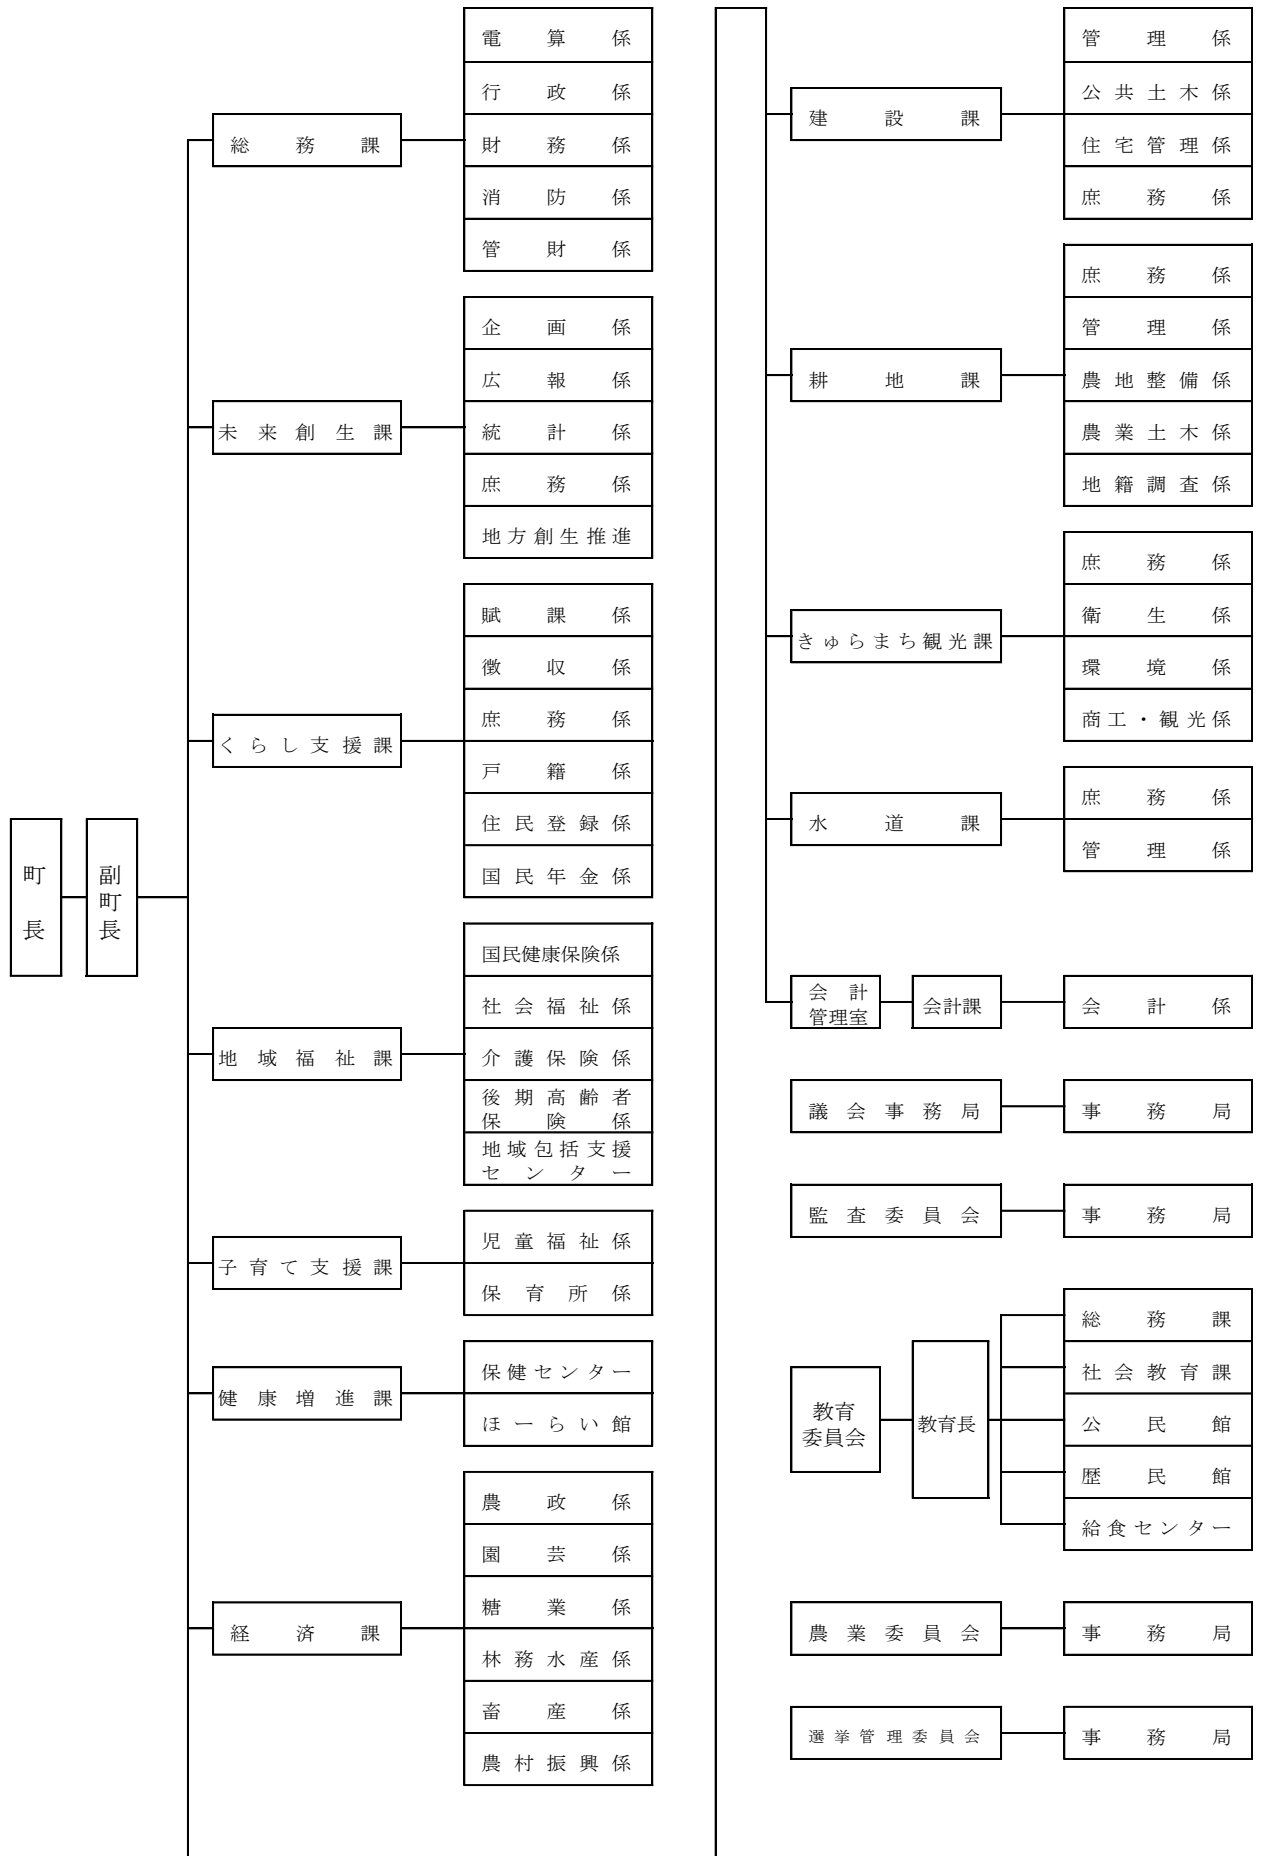 町長
副町長
総務課
電算係
行政係
財務係
消防係
管財係
未来創生課
企画係
広報係
統計係
庶務係
地方創生推進
くらし支援課
賦課係
徴収係
庶務係
戸籍係
住民登録係
国民年金係
地域福祉課
国民健康保険係
社会福祉係
介護保険係
後期高齢者
保険係
地域包括支援
センター
子育て支援課
児童福祉係
保育所係
健康増進課
保健センター
ほーらい館
経済課
農政係
園芸係
糖業係
林務水産係
畜産係
農村振興係
建設課
管理係
公共土木係
住宅管理係
庶務係
耕地課
庶務係
管理係
農地整備係
農業土木係
地籍調査係
きゅらまち観光課
庶務係
衛生係
環境係
商工・観光係
水道課
庶務係
管理係
会計
管理室
会計課
会計係
議会事務局
事務局
監査委員会
事務局
教育
委員会
教育長
総務課
社会教育課
公民館
歴民館
給食センター
農業委員会
事務局
選挙管理委員会
事務局